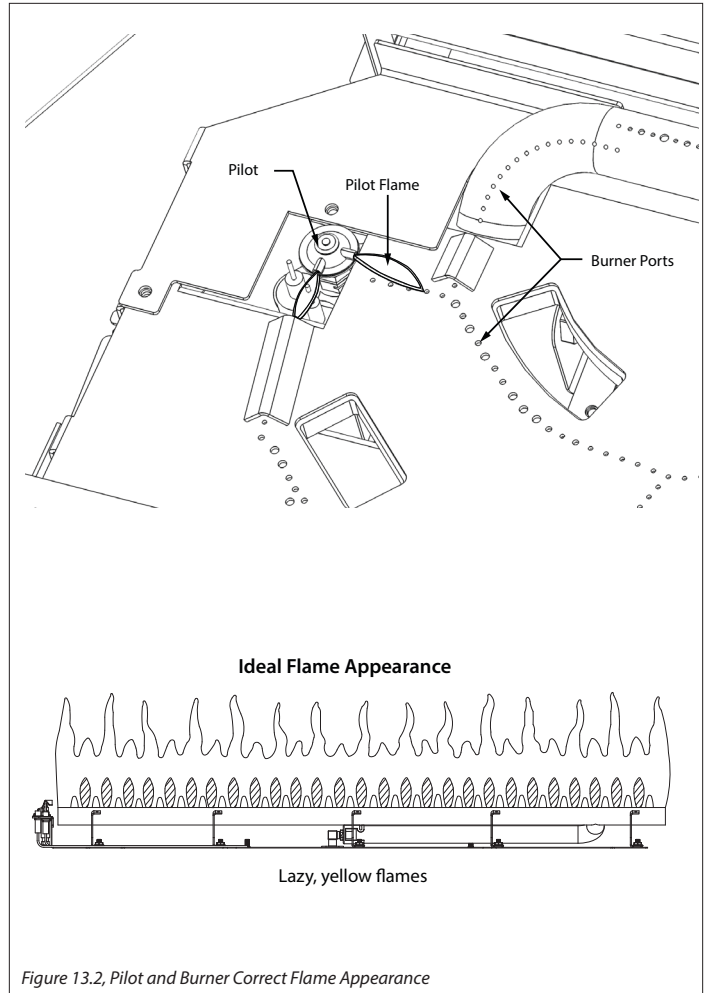 Pilot
Pilot Flame
Burner Ports
Ideal Flame Appearance
Lazy, yellow flames
Figure 13.2, Pilot and Burner Correct Flame Appearance